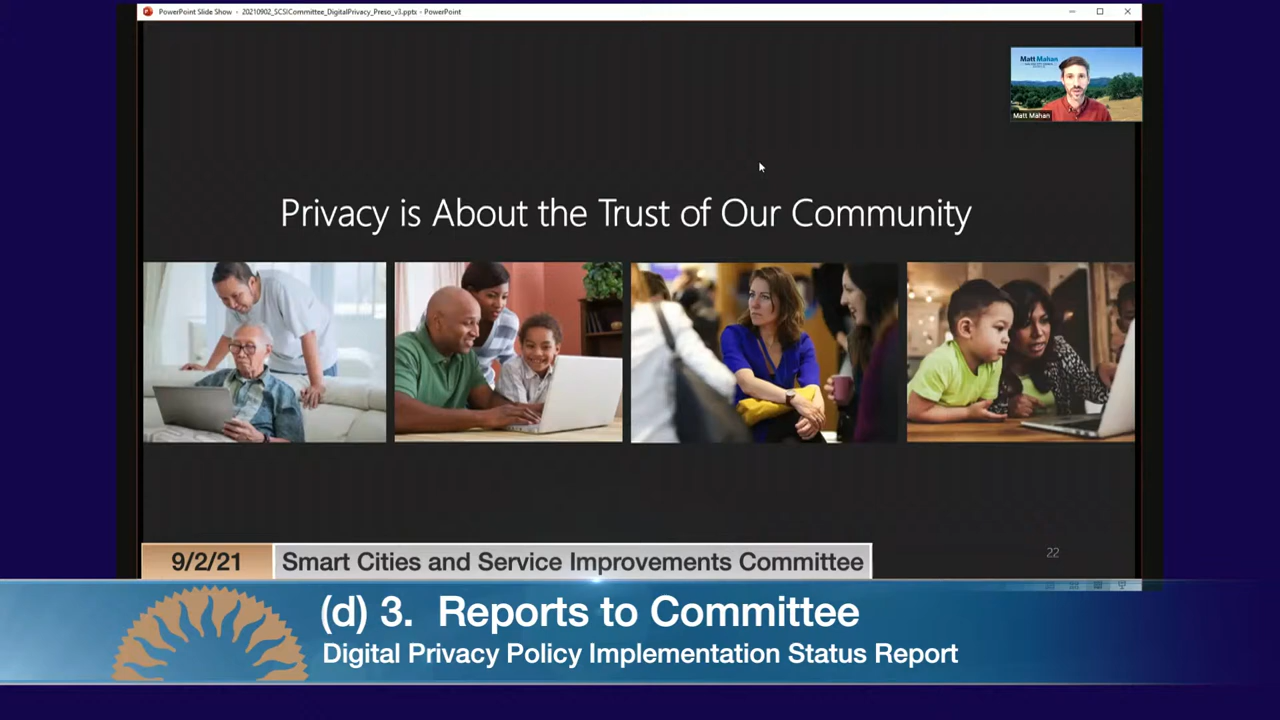 PowerPoint Slide Show - 20210902_SCSICommittee_DigitalPrivacy_Preso_v3.pptx - PowerPoint
Matt Mahan
Matt Mahan
Privacy is About the Trust of Our Community
22
9/2/21
Smart Cities and Service Improvements Committee
(d) 3. Reports to Committee
Digital Privacy Policy Implementation Status Report